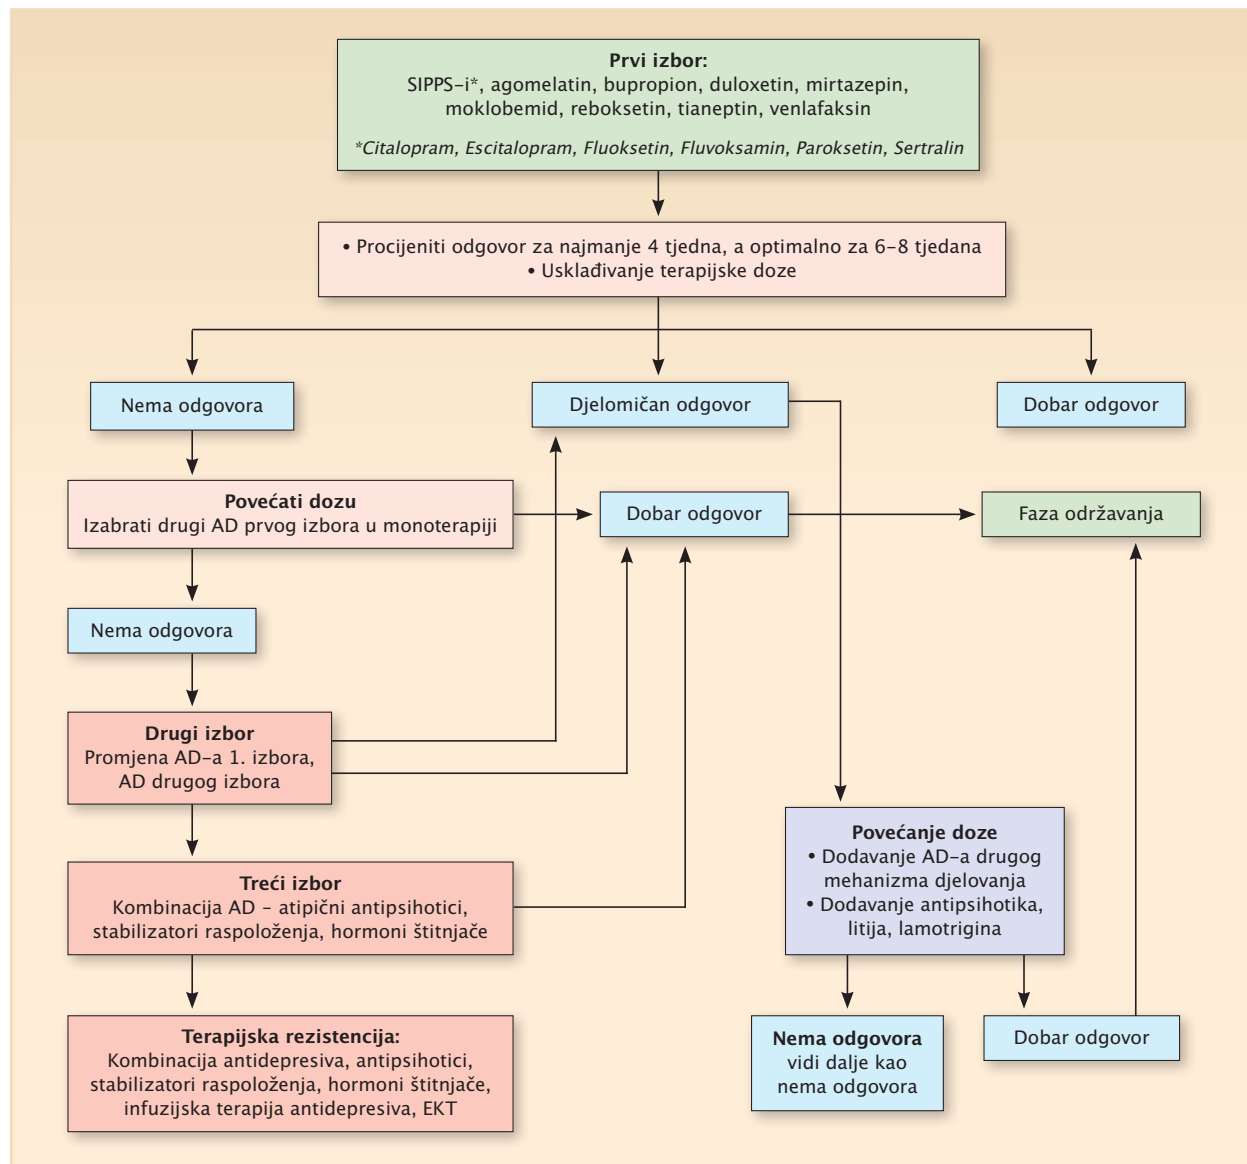 Prvi izbor:
SIPPS–i*, agomelatin, bupropion, duloxetin, mirtazepin,
moklobemid, reboksetin, tianeptin, venlafaksin
*Citalopram, Escitalopram, Fluoksetin, Fluvoksamin, Paroksetin, Sertralin
• Procijeniti odgovor za najmanje 4 tjedna, a optimalno za 6–8 tjedana
• Usklađivanje terapijske doze
Nema odgovora
Djelomičan odgovor
Dobar odgovor
Povećati dozu
Izabrati drugi AD prvog izbora u monoterapiji
Dobar odgovor
Faza održavanja
Nema odgovora
Drugi izbor
Promjena AD–a 1. izbora,
AD drugog izbora
Povećanje doze
• Dodavanje AD–a drugog
mehanizma djelovanja
• Dodavanje antipsihotika,
litija, lamotrigina
Treći izbor
Kombinacija AD – atipični antipsihotici,
stabilizatori raspoloženja, hormoni štitnjače
Terapijska rezistencija:
Kombinacija antidepresiva, antipsihotici,
stabilizatori raspoloženja, hormoni štitnjače,
infuzijska terapija antidepresiva, EKT
Nema odgovora
vidi dalje kao
nema odgovora
Dobar odgovor